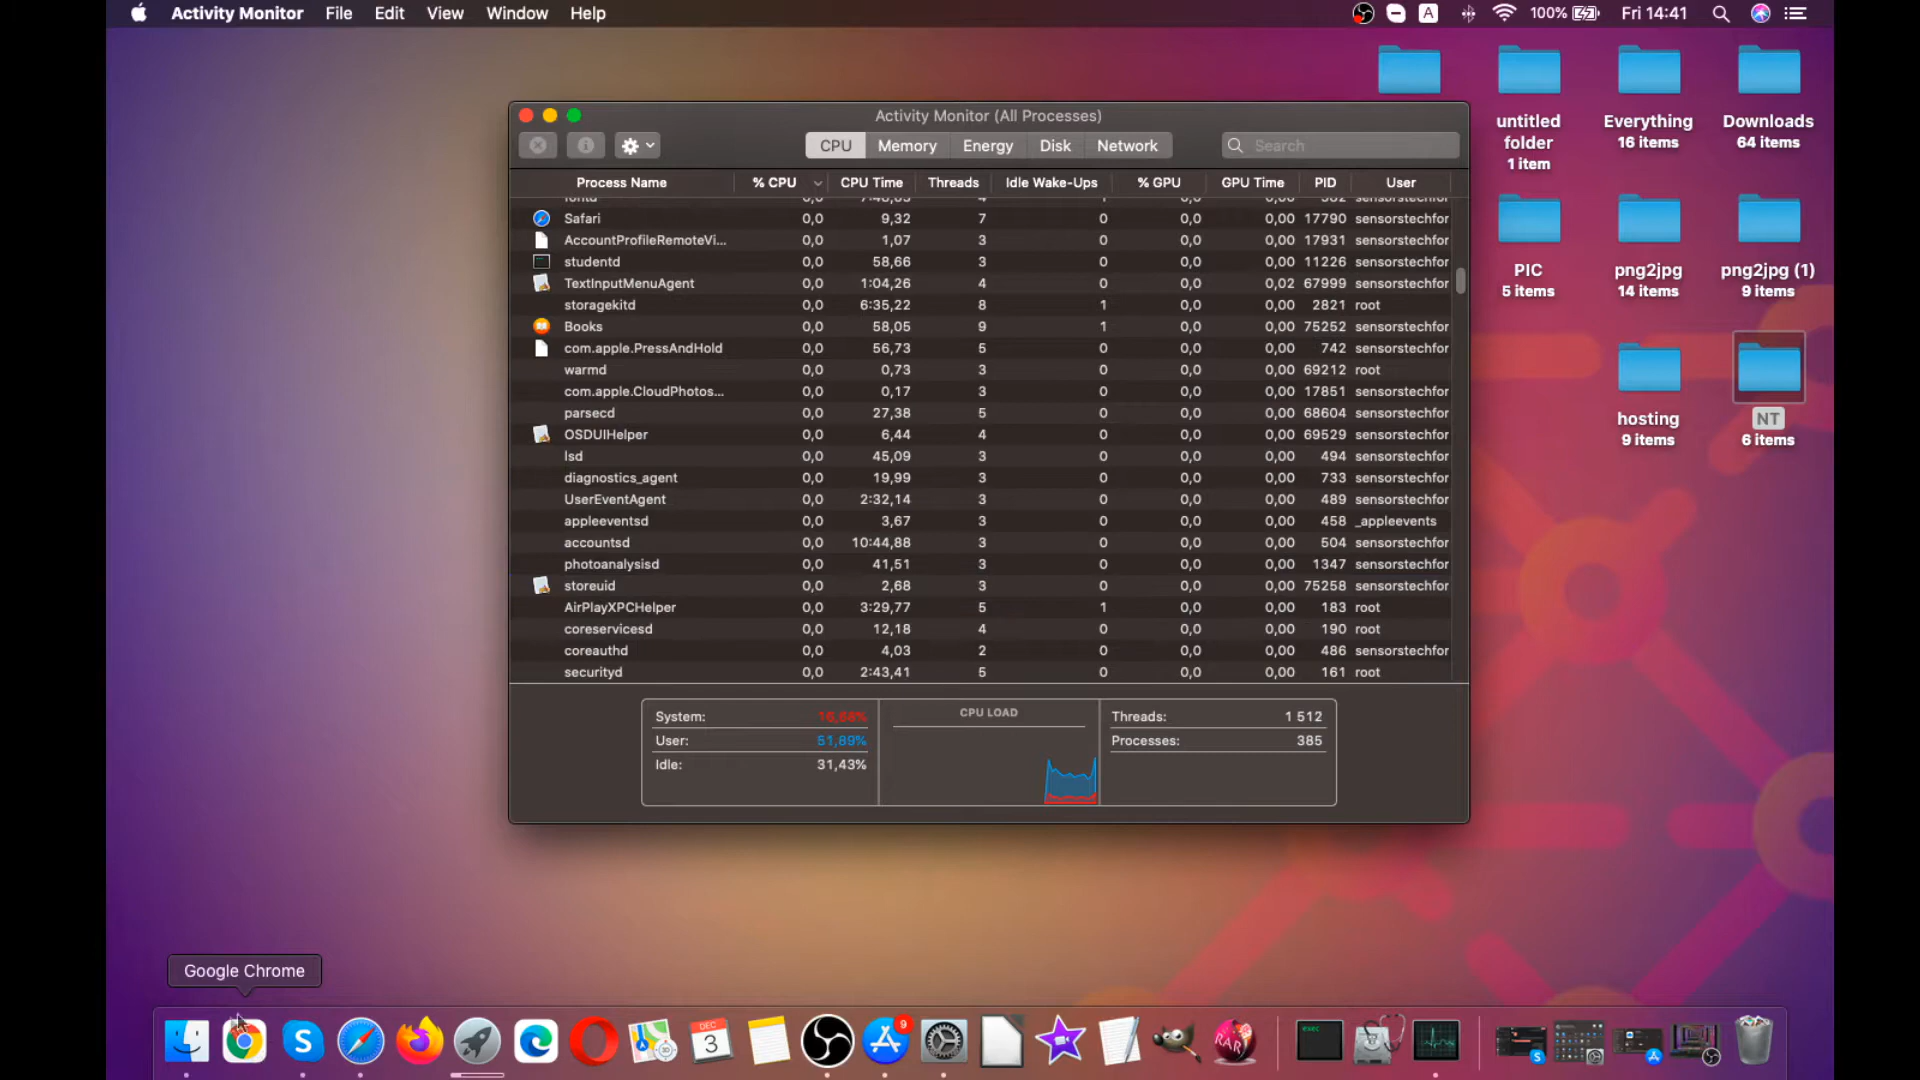 Activity Monitor File Edit View Window Help
A 100% Fri 14:41
Activity Monitor (All Processes)
CPU Memory Energy Disk Network
Search
Process Name % CPU CPU Time Threads Idle Wake-Ups % GPU GPU Time PID User
Safari 0,0 9,32 7 0 0,0 0,00 17790 sensorstechfor
AccountProfileRemoteVi... 0,0 1,07 3 0 0,0 0,00 17931 sensorstechfor
studentd 0,0 58,66 3 0 0,0 0,00 11226 sensorstechfor
TextInputMenuAgent 0,0 1:04,26 4 0 0,0 0,02 67999 sensorstechfor
storagekitd 0,0 6:35,22 8 1 0,0 0,00 2821 root
Books 0,0 58,05 9 1 0,0 0,00 75252 sensorstechfor
com.apple.PressAndHold 0,0 56,73 5 0 0,0 0,00 742 sensorstechfor
warmd 0,0 0,73 3 0 0,0 0,00 69212 root
com.apple.CloudPhotos... 0,0 0,17 3 0 0,0 0,00 17851 sensorstechfor
parsecd 0,0 27,38 5 0 0,0 0,00 68604 sensorstechfor
OSDUIHelper 0,0 6,44 4 0 0,0 0,00 69529 sensorstechfor
lsd 0,0 45,09 3 0 0,0 0,00 494 sensorstechfor
diagnostics_agent 0,0 19,99 3 0 0,0 0,00 733 sensorstechfor
UserEventAgent 0,0 2:32,14 3 0 0,0 0,00 489 sensorstechfor
appleeventsd 0,0 3,67 3 0 0,0 0,00 458 _appleevents
accountsd 0,0 10:44,88 3 0 0,0 0,00 504 sensorstechfor
photoanalysisd 0,0 41,51 3 0 0,0 0,00 1347 sensorstechfor
storeuid 0,0 2,68 3 0 0,0 0,00 75258 sensorstechfor
AirPlayXPCHelper 0,0 3:29,77 5 1 0,0 0,00 183 root
coreservicesd 0,0 12,18 4 0 0,0 0,00 190 root
coreauthd 0,0 4,03 2 0 0,0 0,00 486 sensorstechfor
securityd 0,0 2:43,41 5 0 0,0 0,00 161 root
System:
User: 51,89%
Idle: 31,43%
CPU LOAD
Threads: 1 512
Processes: 385
untitled
folder
1 item
Everything
16 items
Downloads
64 items
PIC
5 items
png2jpg
14 items
png2jpg (1)
9 items
hosting
9 items
NT
6 items
Google Chrome
9
DEC
3
RAR
exec